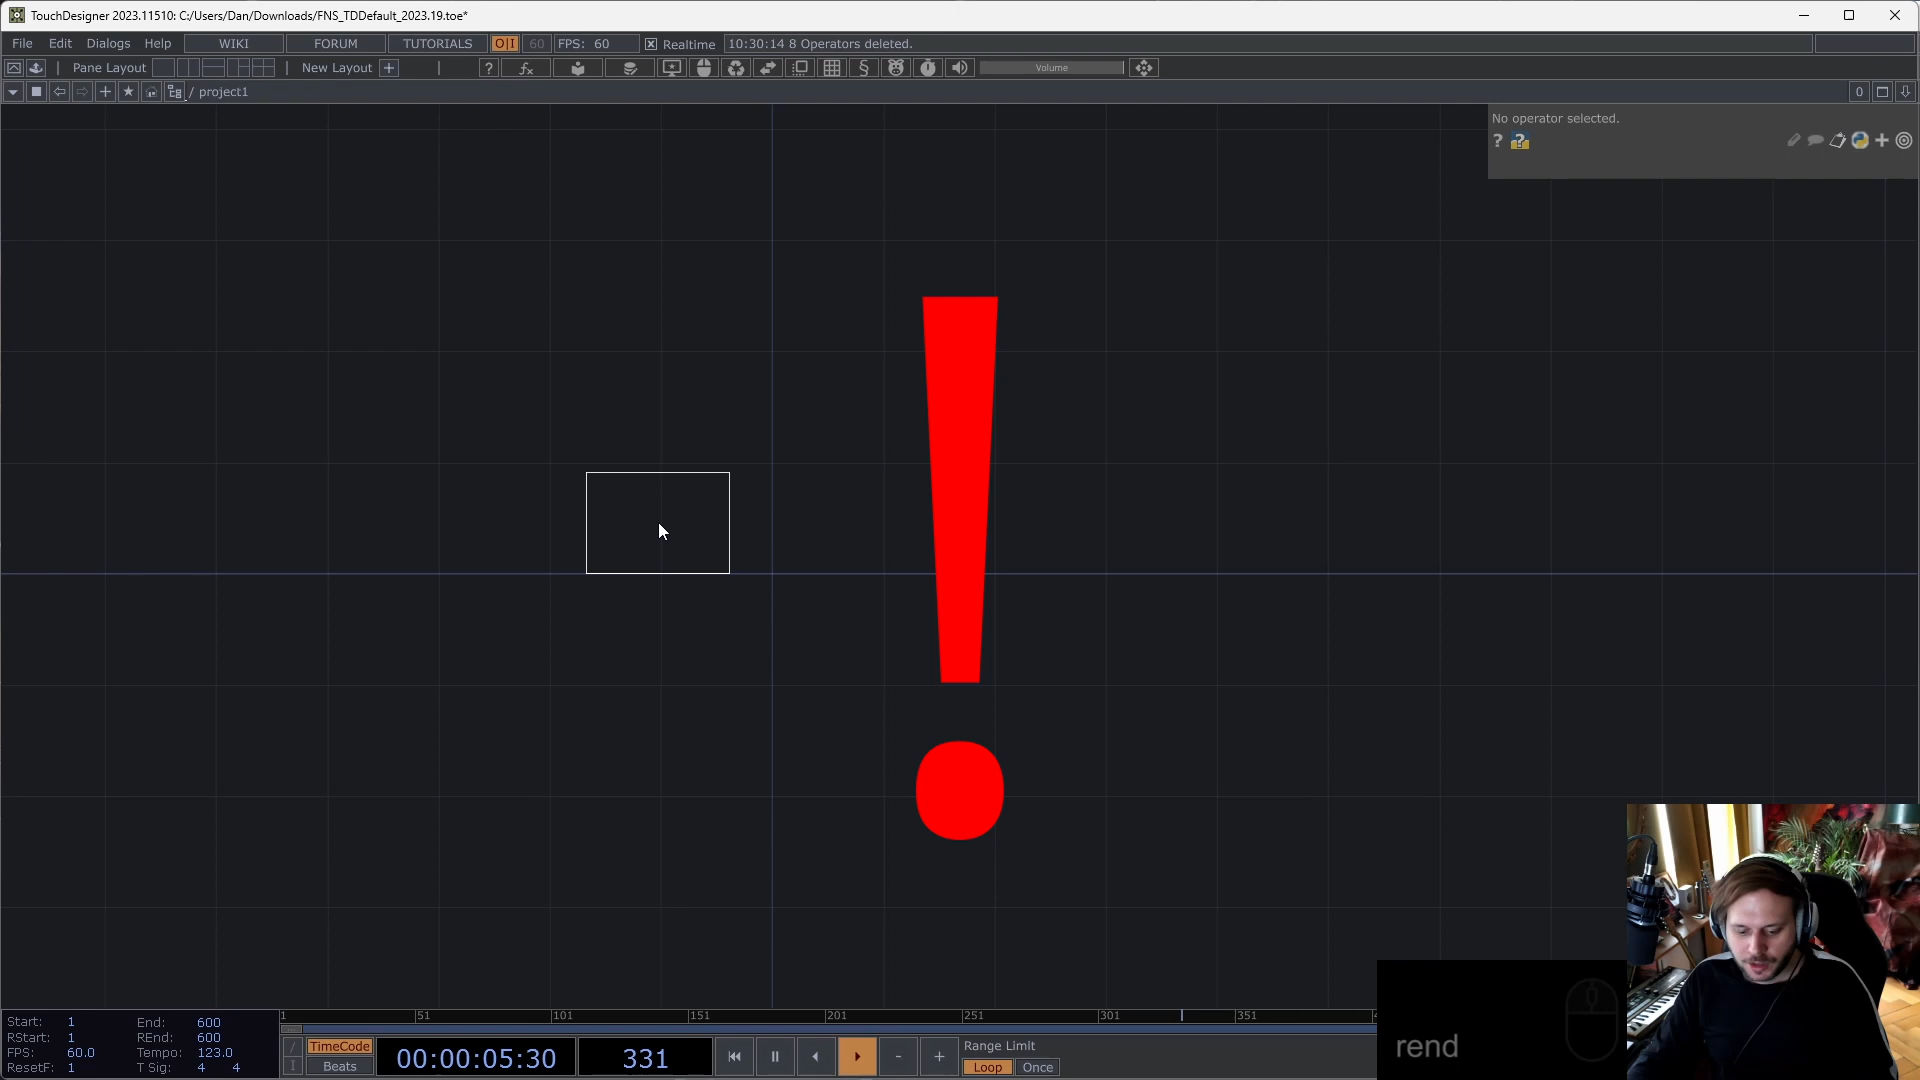 TouchDesigner 2023.11510: C:/Users/Dan/Downloads/FNS_TDDefault_2023.19.toe*
File Edit Dialogs Help WIKI FORUM TUTORIALS O|I 60 FPS: 60 Realtime 10:30:14 8 Operators deleted.
Pane Layout New Layout + ? fx Volume
/ project1 0
No operator selected.
!
rend
Start: 1 End: 600
RStart: 1 REnd: 600
FPS: 60.0 Tempo: 123.0
ResetF: 1 T Sig: 4 4
1 51 101 151 201 251 301 351
TimeCode
Beats
00:00:05:30 331
Range Limit
Loop Once